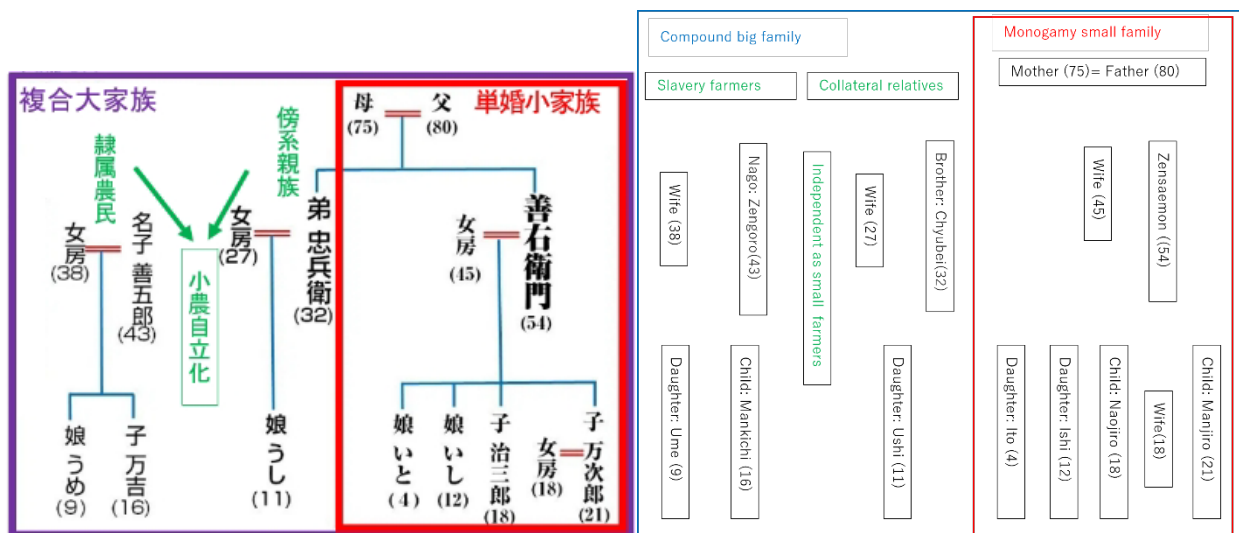 複合大家族
単婚小家族
母
(75)
父
(80)
隷属農民
傍系親族
女房
(38)
名子 善五郎
(43)
小農自立化
女房
(27)
弟 忠兵衛
(32)
女房
(45)
善右衛門
(54)
娘 うめ
(9)
子 万吉
(16)
娘 うし
(11)
娘 いと
(4)
娘 いし
(12)
子 治三郎
(18)
女房
(18)
子 万次郎
(21)
Compound big family
Monogamy small family
Mother (75)= Father (80)
Slavery farmers
Collateral relatives
Wife (38)
Nago: Zengoro(43)
Independent as small farmers
Wife (27)
Brother: Chyubei(32)
Wife (45)
Zensaemon ((54)
Daughter: Ume (9)
Child: Mankichi (16)
Daughter: Ushi (11)
Daughter: Ito (4)
Daughter: Ishi (12)
Child: Naojiro (18)
Wife(18)
Child: Manjiro (21)